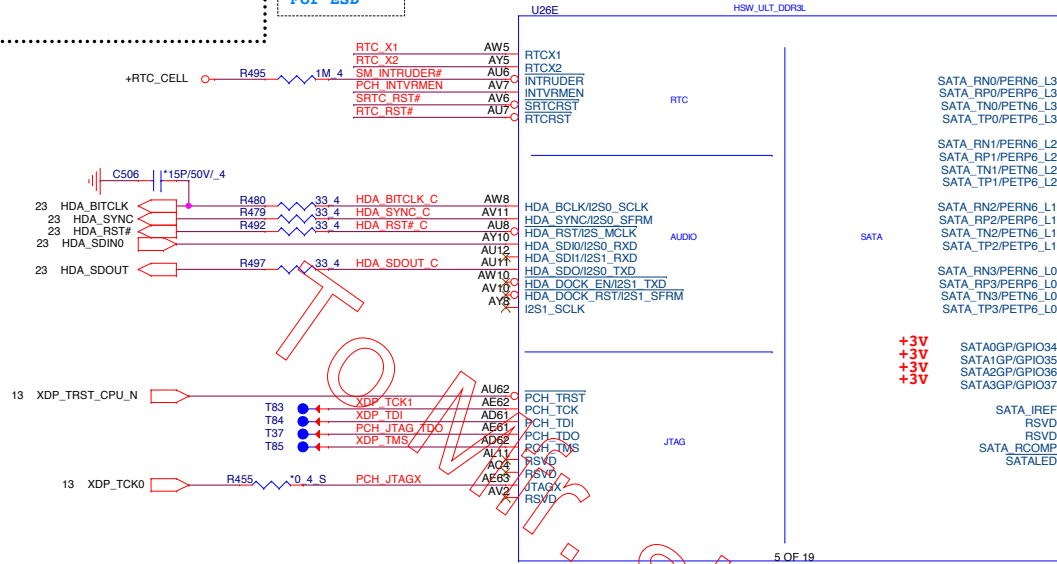 For ESD
U26E
HSW_ULT_DDR3L
RTC_X1 AW5 RTCX1
RTC_X2 AY5 RTCX2
+RTC_CELL R495 1M_4 SM_INTRUDER# AU6 INTRUDER
PCH_INTVRMEN AV7 INTVRMEN
SRTC_RST# AV6 SRTCRST
RTC_RST# AU7 RTCRST
RTC
SATA_RN0/PERN6_L3
SATA_RP0/PERP6_L3
SATA_TN0/PETN6_L3
SATA_TP0/PETP6_L3
SATA_RN1/PERN6_L2
SATA_RP1/PERP6_L2
SATA_TN1/PETN6_L2
SATA_TP1/PETP6_L2
C506 *15P/50V/_4
23 HDA_BITCLK R480 33_4 HDA_BITCLK_C AW8 HDA_BCLK/I2S0_SCLK
23 HDA_SYNC R479 33_4 HDA_SYNC_C AV11 HDA_SYNC/I2S0_SFRM
23 HDA_RST# R492 33_4 HDA_RST#_C AU8 HDA_RST/I2S_MCLK
23 HDA_SDIN0 AY10 HDA_SDI0/I2S0_RXD
AU12 HDA_SDI1/I2S1_RXD
23 HDA_SDOUT R497 33_4 HDA_SDOUT_C AU11 HDA_SDO/I2S0_TXD
AW10 HDA_DOCK_EN/I2S1_TXD
AV10 HDA_DOCK_RST/I2S1_SFRM
AY8 I2S1_SCLK
AUDIO
SATA
SATA_RN2/PERN6_L1
SATA_RP2/PERP6_L1
SATA_TN2/PETN6_L1
SATA_TP2/PETP6_L1
SATA_RN3/PERN6_L0
SATA_RP3/PERP6_L0
SATA_TN3/PETN6_L0
SATA_TP3/PETP6_L0
+3V SATA0GP/GPIO34
+3V SATA1GP/GPIO35
+3V SATA2GP/GPIO36
+3V SATA3GP/GPIO37
13 XDP_TRST_CPU_N AU62 PCH_TRST
T83 XDP_TCK1 AE62 PCH_TCK
T84 XDP_TDI AD61 PCH_TDI
T37 PCH_JTAG_TDO AE61 PCH_TDO
T85 XDP_TMS AD62 PCH_TMS
AL11 RSVD
AC4 RSVD
13 XDP_TCK0 R455 *0_4_S PCH_JTAGX AE63 JTAGX
AV2 RSVD
JTAG
SATA_IREF
RSVD
RSVD
SATA_RCOMP
SATALED
5 OF 19